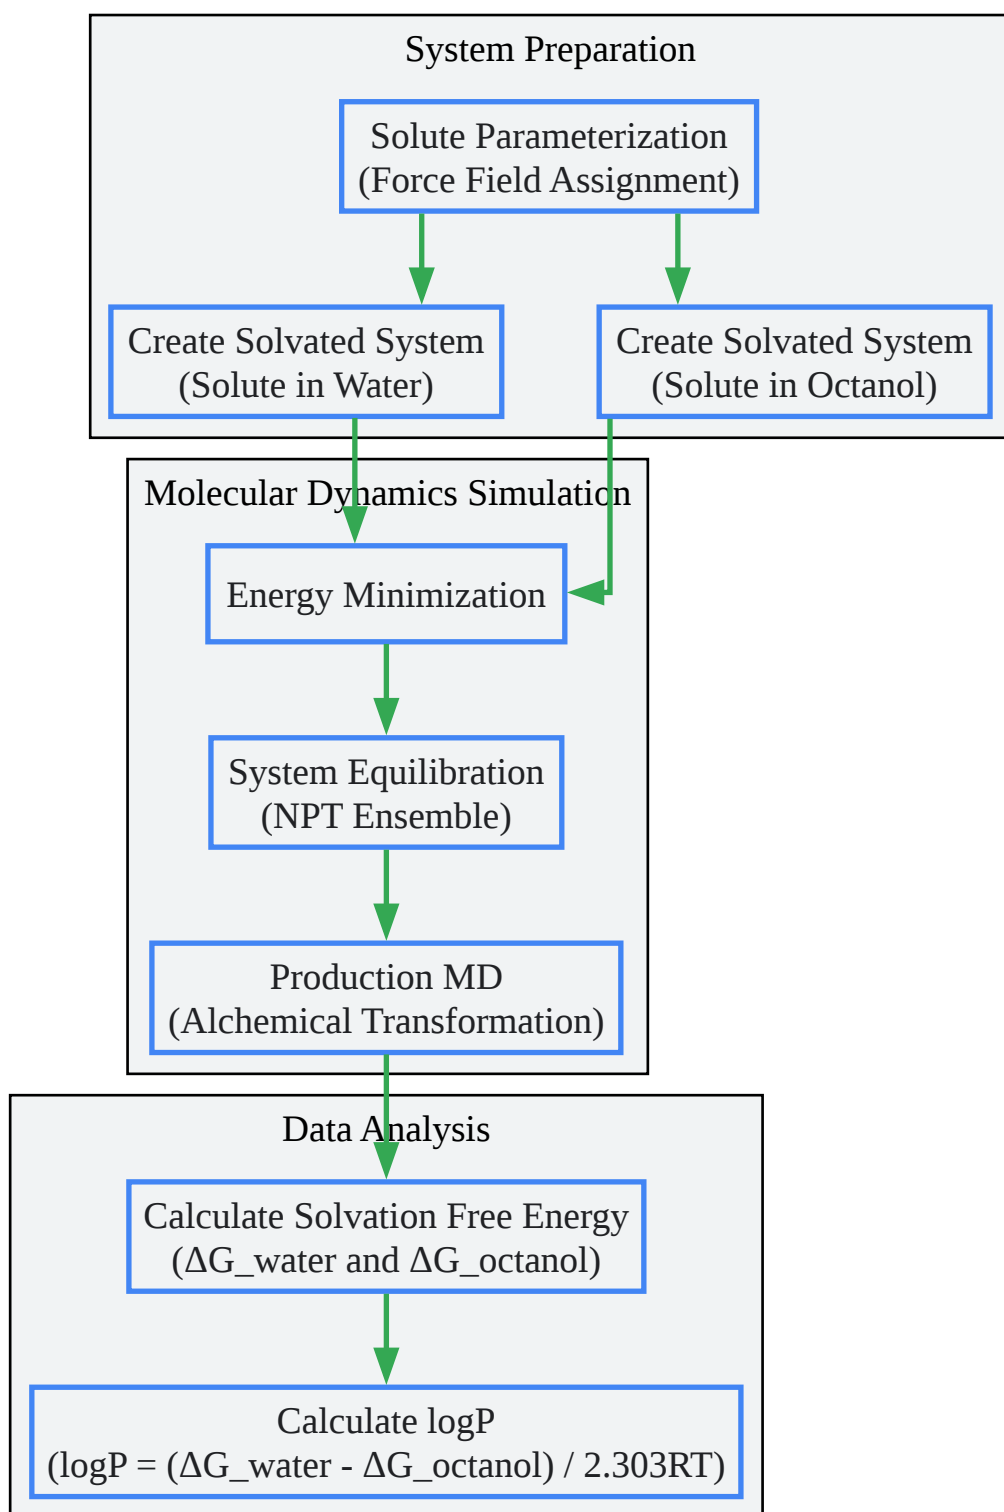 System Preparation
Solute Parameterization
(Force Field Assignment)
Create Solvated System
(Solute in Water)
Create Solvated System
(Solute in Octanol)
Molecular Dynamics Simulation
Energy Minimization
System Equilibration
(NPT Ensemble)
Production MD
(Alchemical Transformation)
Data Analysis
Calculate Solvation Free Energy
(ΔG_water and ΔG_octanol)
Calculate logP
(logP = (ΔG_water - ΔG_octanol) / 2.303RT)